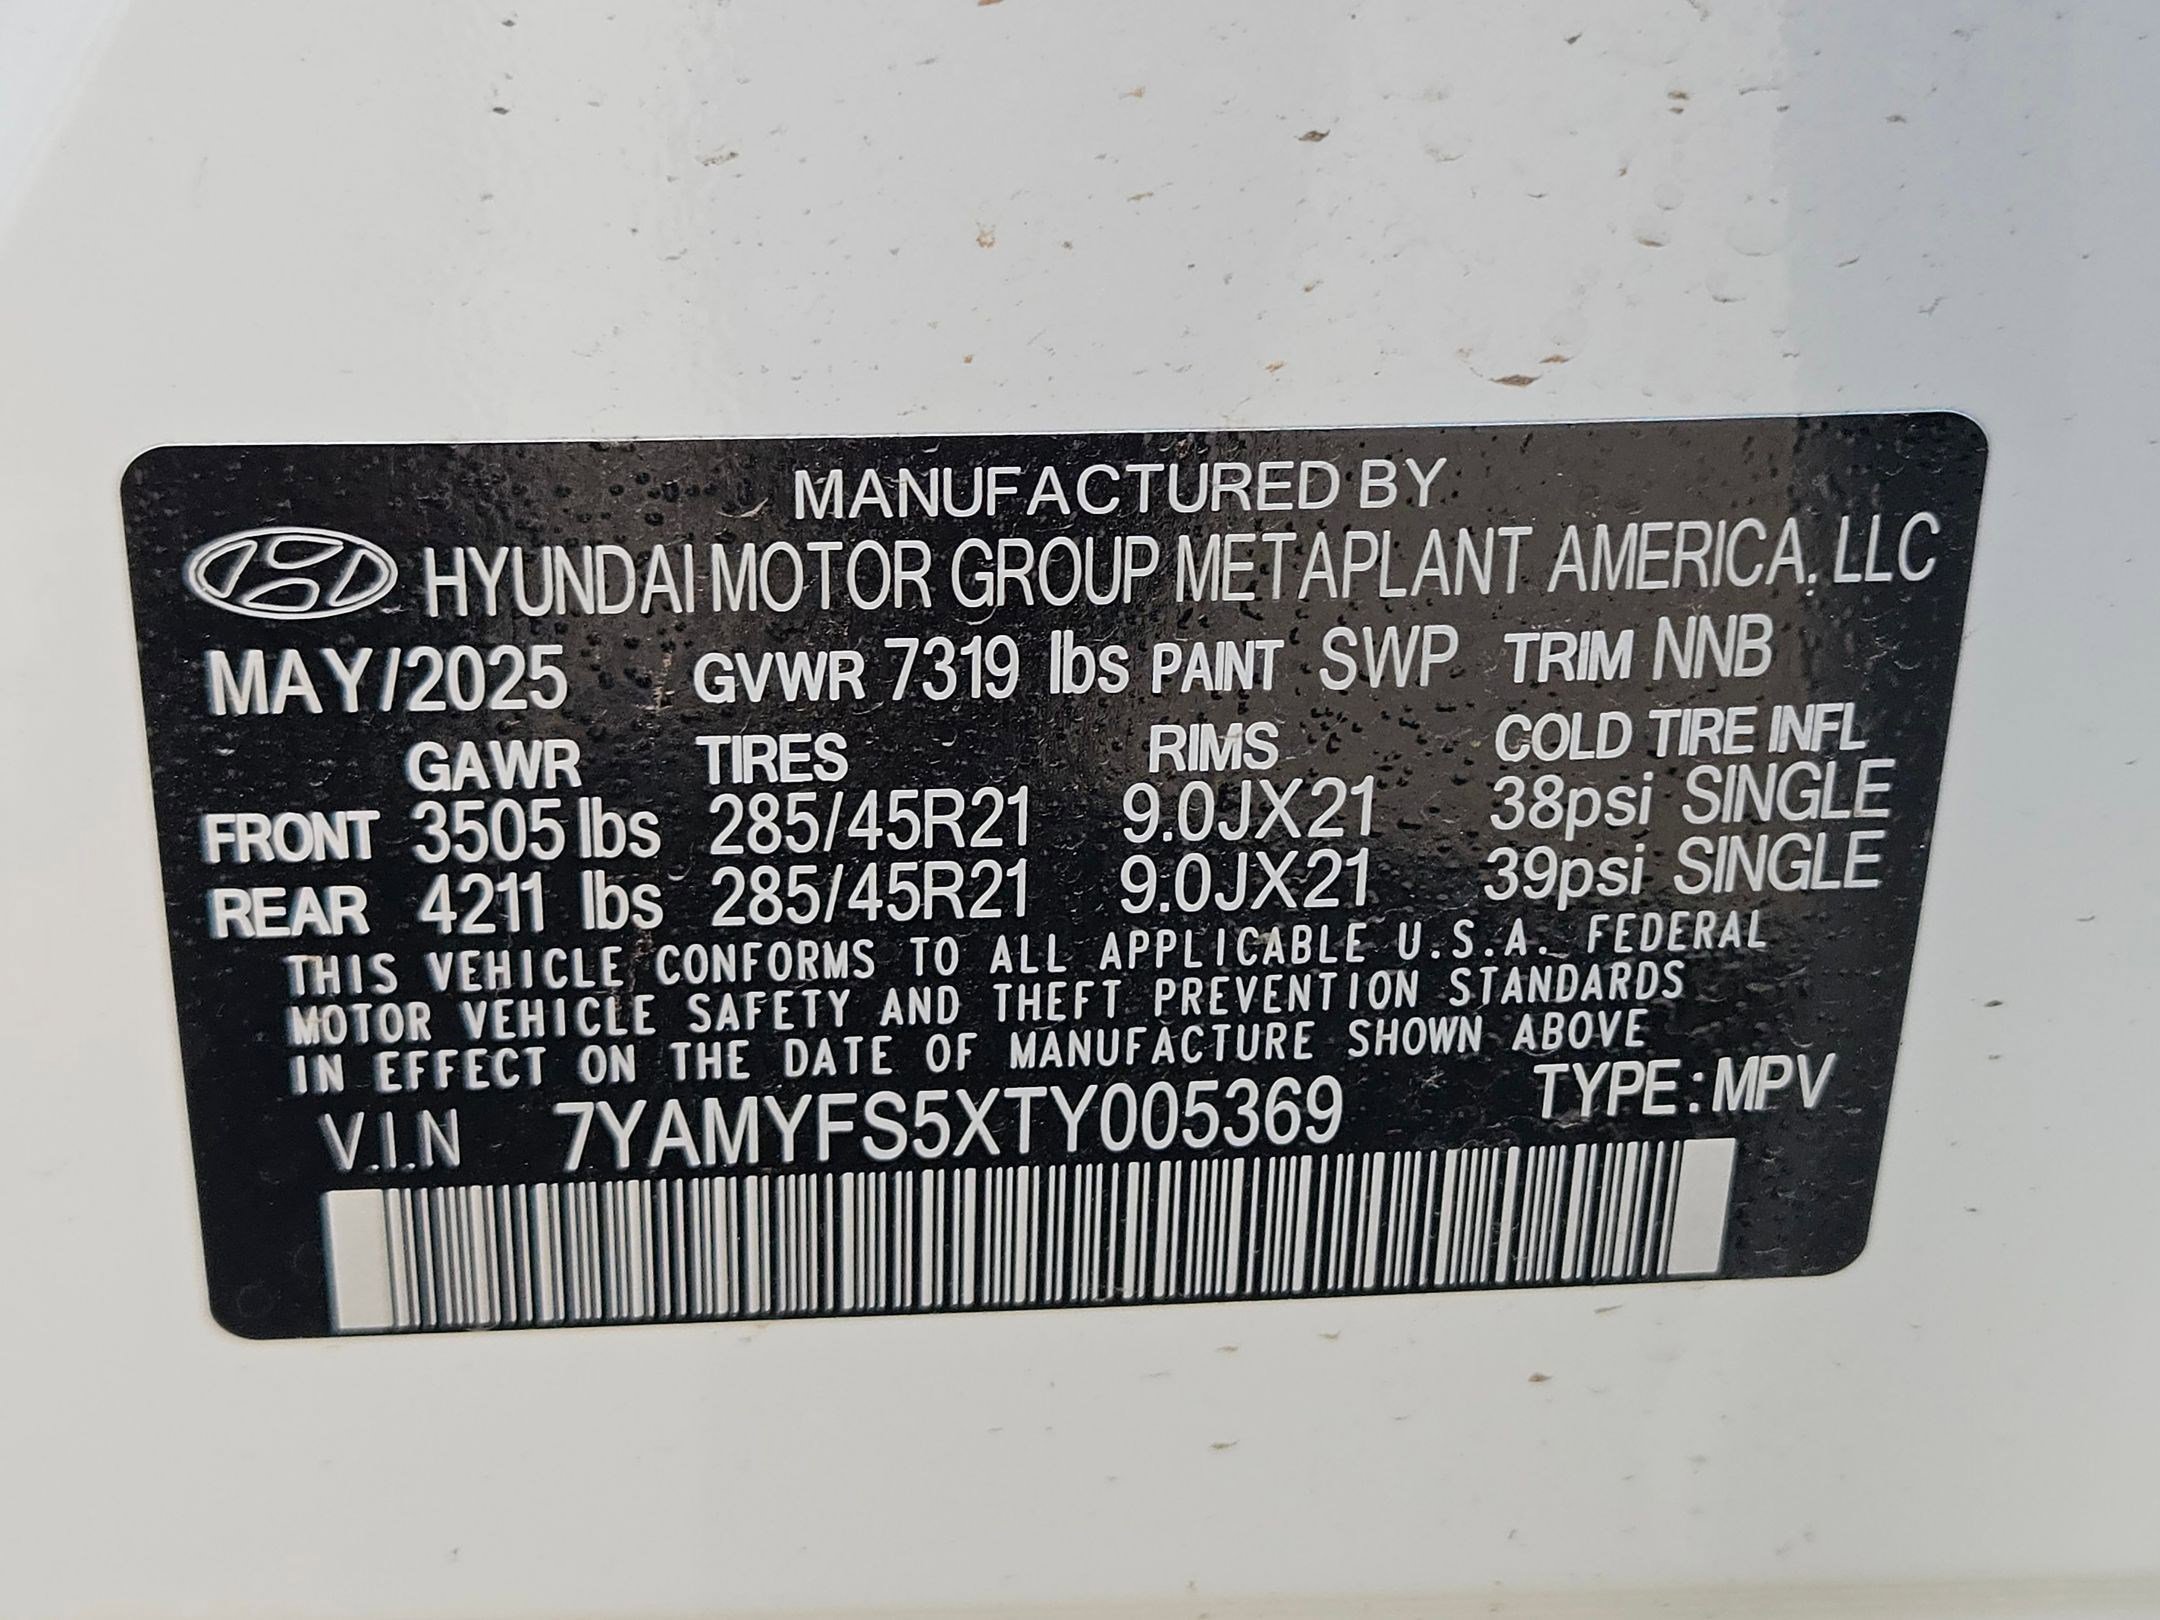 MANUFACTURED BY
HYUNDAI MOTOR GROUP METAPLANT AMERICA, LLC
MAY/2025 GVWR 7319 lbs PAINT SWP TRIM NNB
GAWR TIRES RIMS COLD TIRE INFL
FRONT 3505 lbs 285/45R21 9.0JX21 38psi SINGLE
REAR 4211 lbs 285/45R21 9.0JX21 39psi SINGLE
THIS VEHICLE CONFORMS TO ALL APPLICABLE U.S.A. FEDERAL
MOTOR VEHICLE SAFETY AND THEFT PREVENTION STANDARDS
IN EFFECT ON THE DATE OF MANUFACTURE SHOWN ABOVE
V.I.N 7YAMYFS5XTY005369 TYPE: MPV